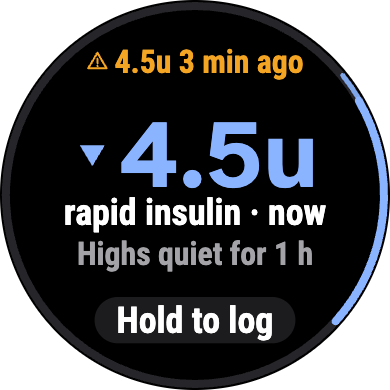 4.5u 3 min ago
4.5u
rapid insulin · now
Highs quiet for 1 h
Hold to log